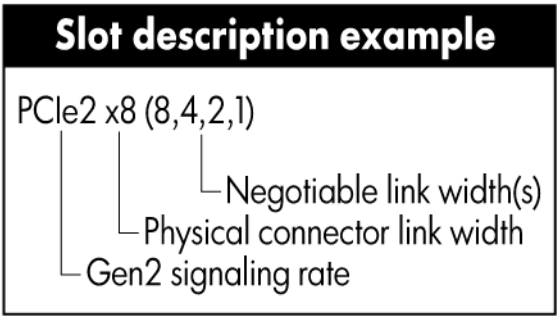 Slot description example
PCIe2 x8 (8,4,2,1)
Negotiable link width(s)
Physical connector link width
Gen2 signaling rate